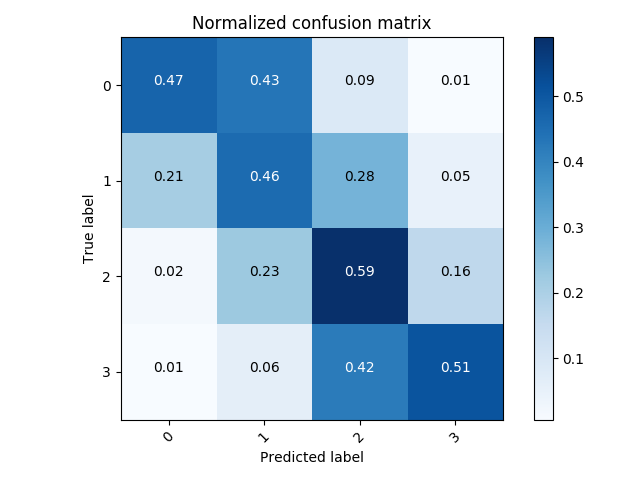 Normalized confusion matrix
0 0.47 0.43 0.09 0.01
1 0.21 0.46 0.28 0.05
2 0.02 0.23 0.59 0.16
3 0.01 0.06 0.42 0.51
0 1 2 3
True label
Predicted label
0.5
0.4
0.3
0.2
0.1